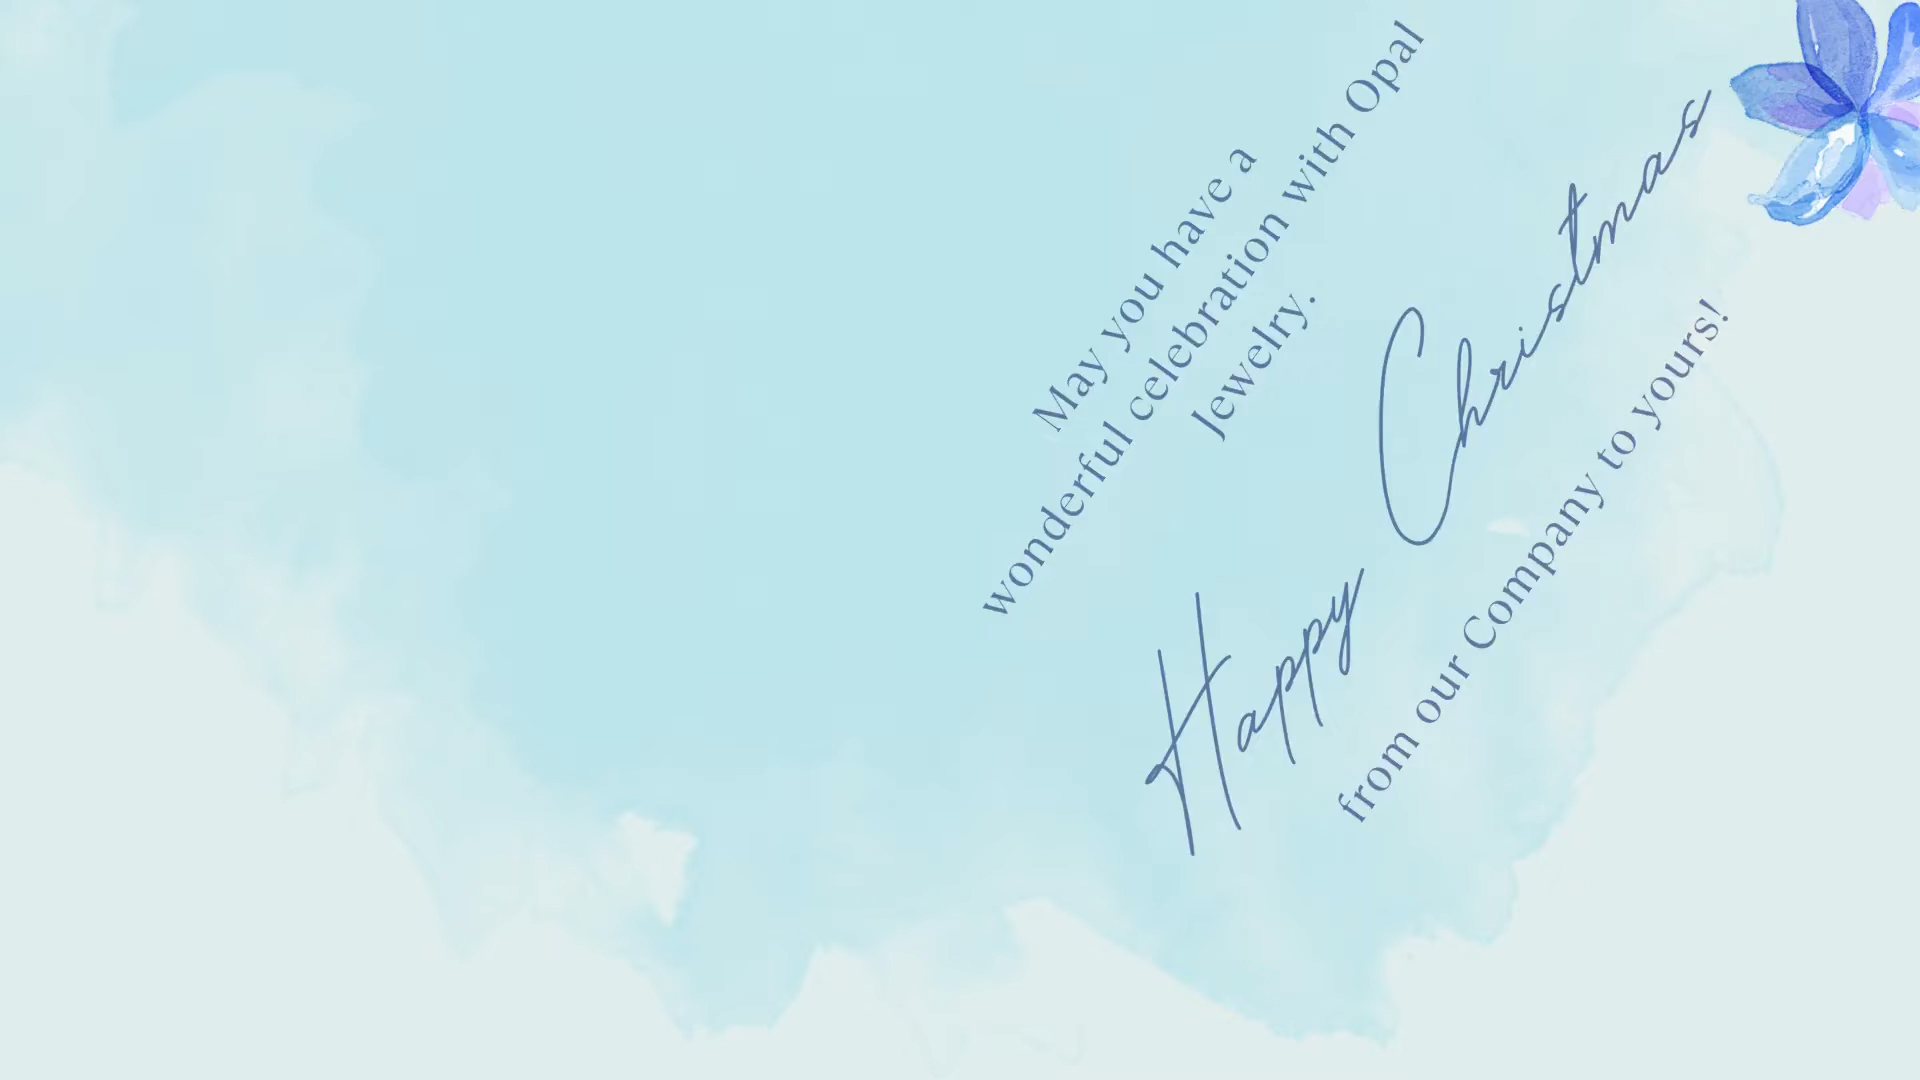 May you have a
wonderful celebration with Opal
Jewelry.
Happy Christmas
from our Company to yours!